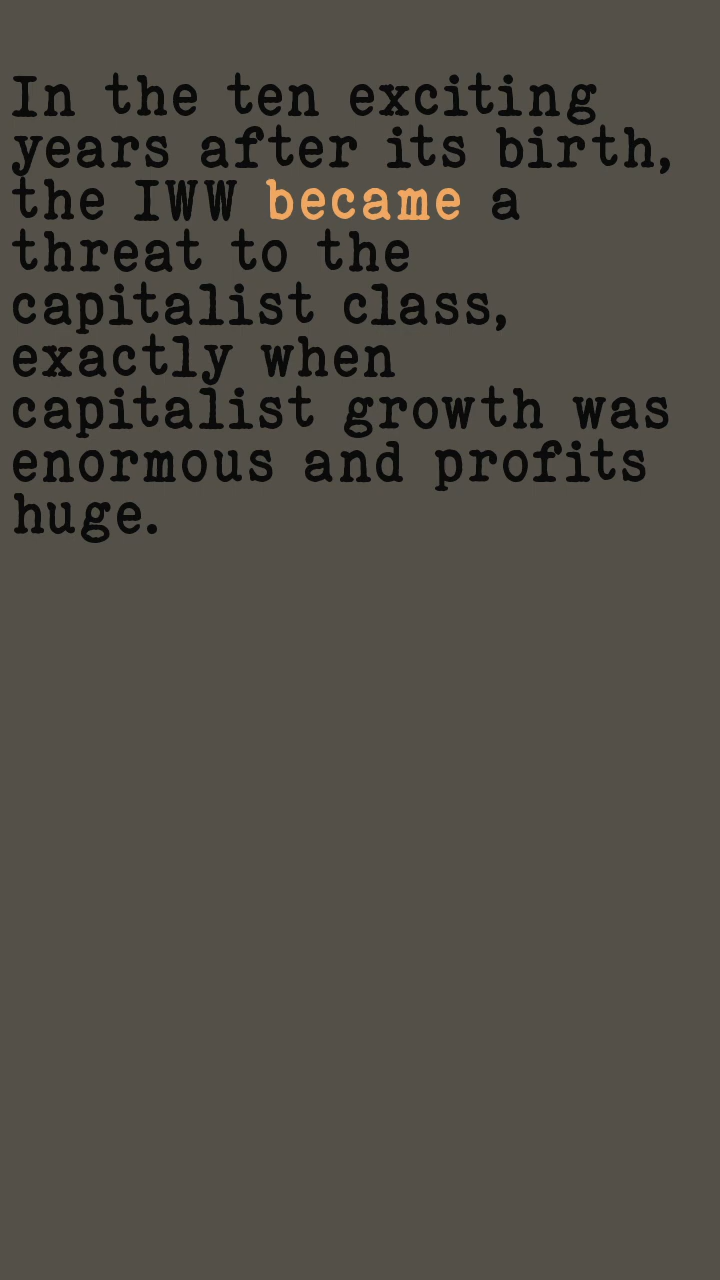 In the ten exciting
years after its birth,
the IWW became a
threat to the
capitalist class,
exactly when
capitalist growth was
enormous and profits
huge.